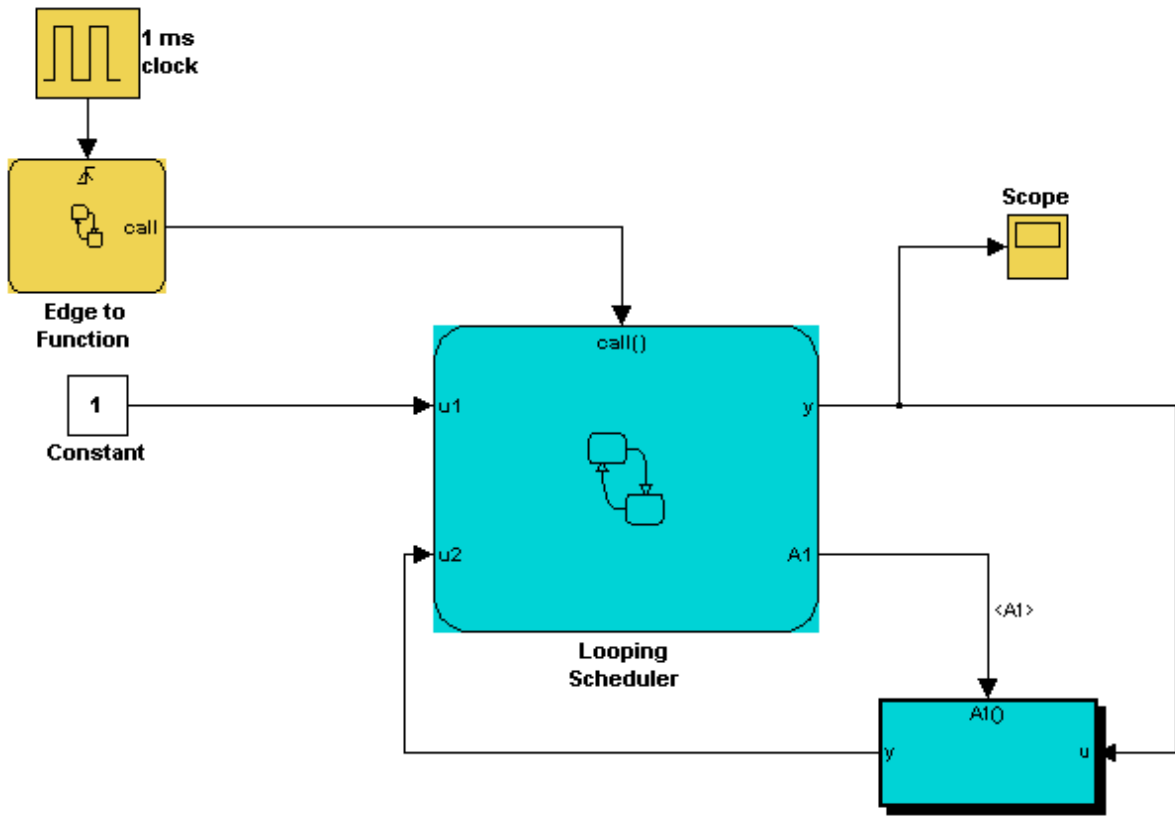 1 ms
clock
call
Edge to
Function
Scope
call()
1
Constant
u1
y
u2
A1
<A1>
Looping
Scheduler
A1()
y
u